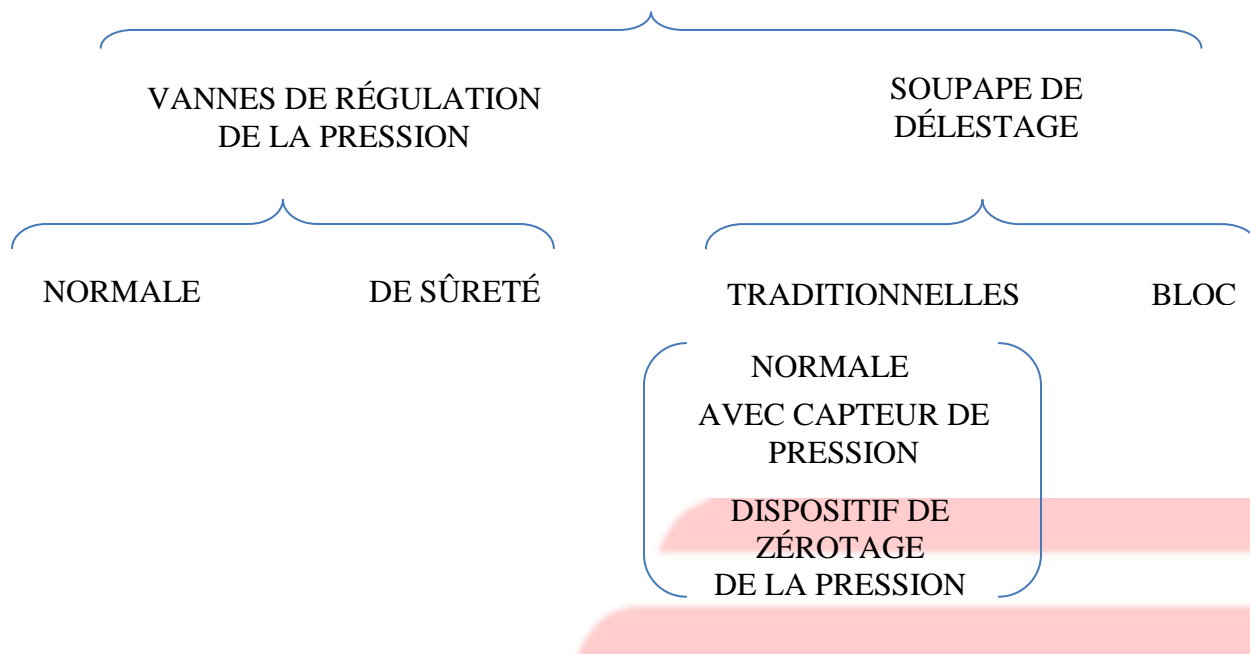 VANNES DE RÉGULATION
DE LA PRESSION
SOUPAPE DE
DÉLESTAGE
NORMALE
DE SÛRETÉ
TRADITIONNELLES
BLOC
NORMALE
AVEC CAPTEUR DE
PRESSION
DISPOSITIF DE
ZÉROTAGE
DE LA PRESSION